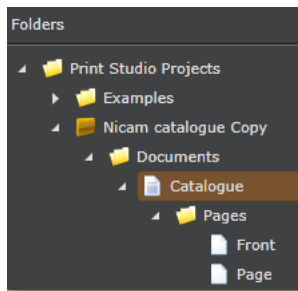 Folders
Print Studio Projects
Examples
Nicam catalogue Copy
Documents
Catalogue
Pages
Front
Page